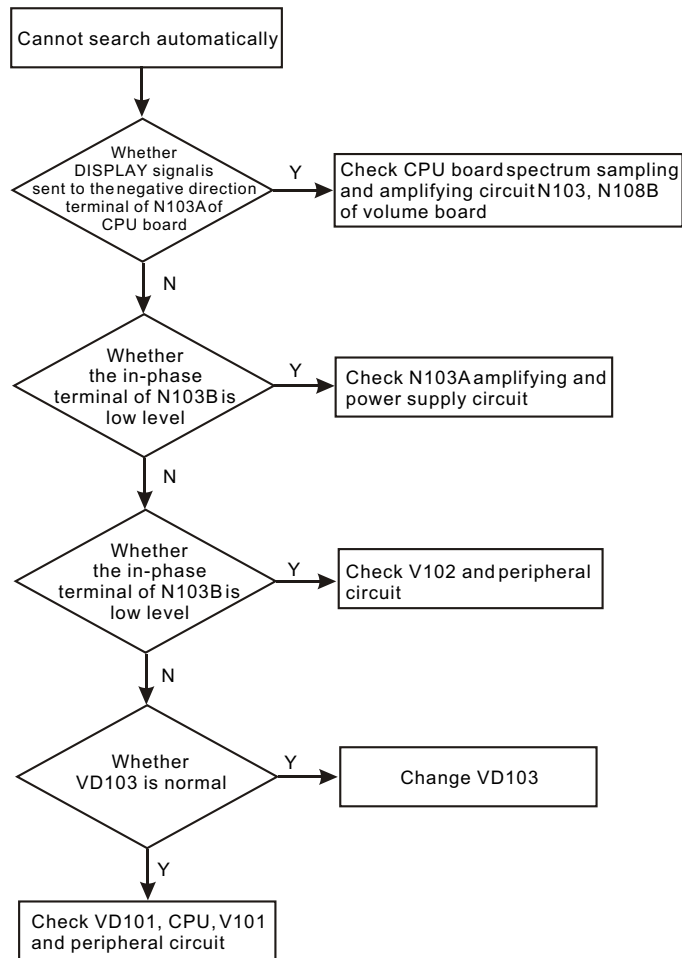 Cannot search automatically
Whether
DISPLAY signal is
sent to the negative direction
terminal of N103A of
CPU board
Y
Check CPU board spectrum sampling
and amplifying circuit N103, N108B
of volume board
N
Whether
the in-phase
terminal of N103B is
low level
Y
Check N103A amplifying and
power supply circuit
N
Whether
the in-phase
terminal of N103B is
low level
Y
Check V102 and peripheral
circuit
N
Whether
VD103 is normal
Y
Change VD103
Y
Check VD101, CPU, V101
and peripheral circuit